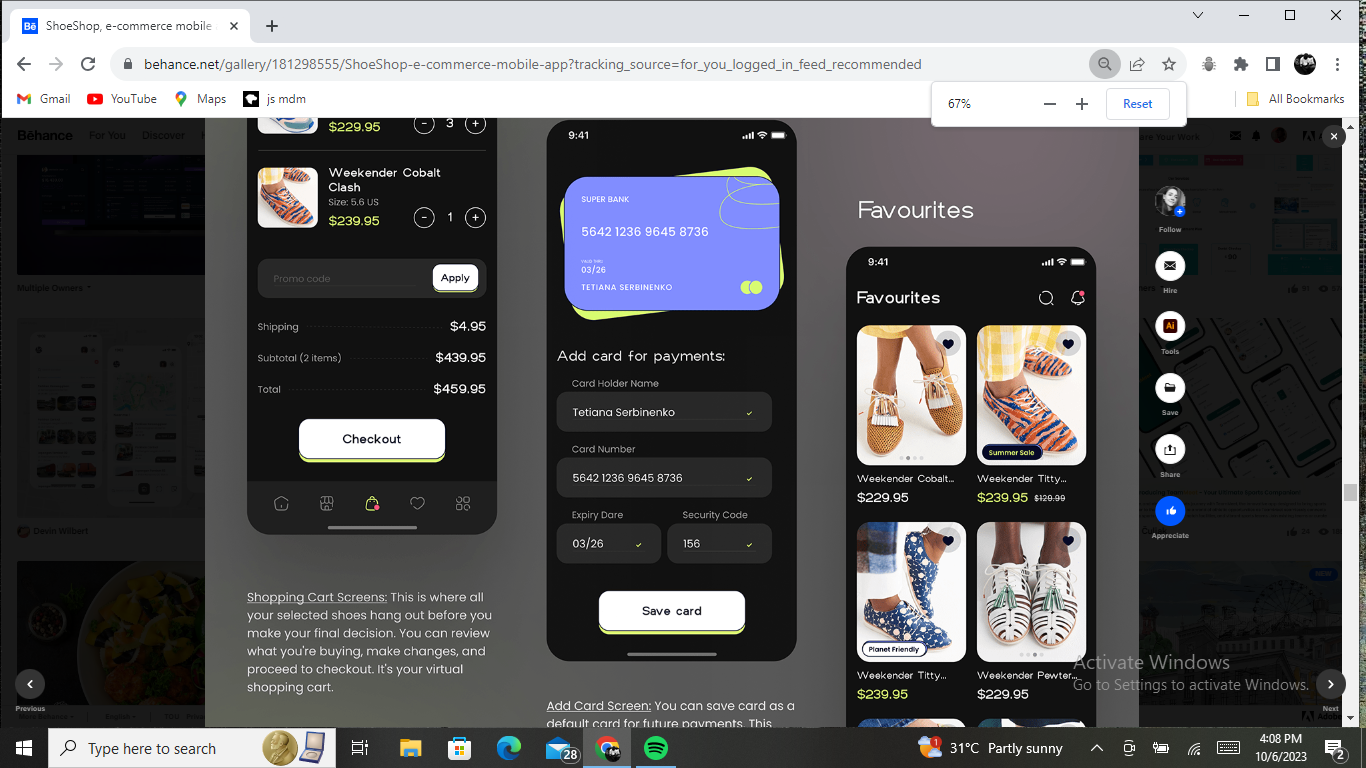 ShoeShop, e-commerce mobile
behance.net/gallery/181298555/ShoeShop-e-commerce-mobile-app?tracking_source=for_you_logged_in_feed_recommended
Gmail
YouTube
Maps
js mdm
All Bookmarks
67%
Reset
Bēhance
For You
Discover
Share Your Work
$229.95
3
Weekender Cobalt
Clash
Size: 5.6 US
$239.95
1
Promo code
Apply
Shipping
$4.95
Subtotal (2 items)
$439.95
Total
$459.95
Checkout
Shopping Cart Screens: This is where all
your selected shoes hang out before you
make your final decision. You can review
what you're buying, make changes, and
proceed to checkout. It's your virtual
shopping cart.
9:41
SUPER BANK
5642 1236 9645 8736
VALID THRU
03/26
TETIANA SERBINENKO
Add card for payments:
Card Holder Name
Tetiana Serbinenko
Card Number
5642 1236 9645 8736
Expiry Dare
Security Code
03/26
156
Save card
Add Card Screen: You can save card as a
default card for future payments. This
Favourites
9:41
Favourites
Summer Sale
Weekender Cobalt...
$229.95
Weekender Titty...
$239.95
$129.99
Planet Friendly
Weekender Titty...
$239.95
Weekender Pewter...
$229.95
Follow
Hire
Ai
Tools
Save
Share
Appreciate
Multiple Owners
Devin Wilbert
Previous
Next
More Behance
English
Activate Windows
Go to Settings to activate Windows.
Type here to search
28
31°C Partly sunny
4:08 PM
10/6/2023
2